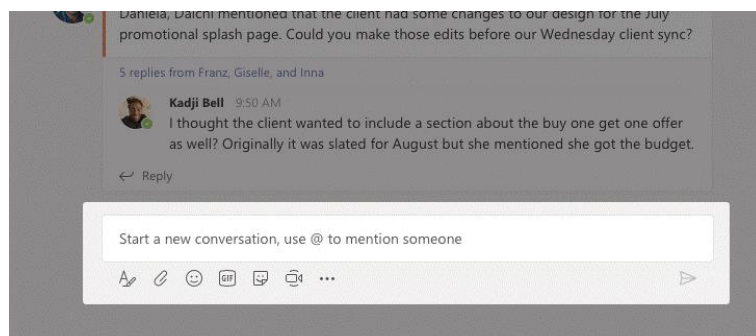 Daniela, Daichi mentioned that the client had some changes to our design for the July
promotional splash page. Could you make those edits before our Wednesday client sync?
5 replies from Franz, Giselle, and Inna
Kadji Bell 9:50 AM
I thought the client wanted to include a section about the buy one get one offer
as well? Originally it was slated for August but she mentioned she got the budget.
Reply
Start a new conversation, use @ to mention someone
GIF